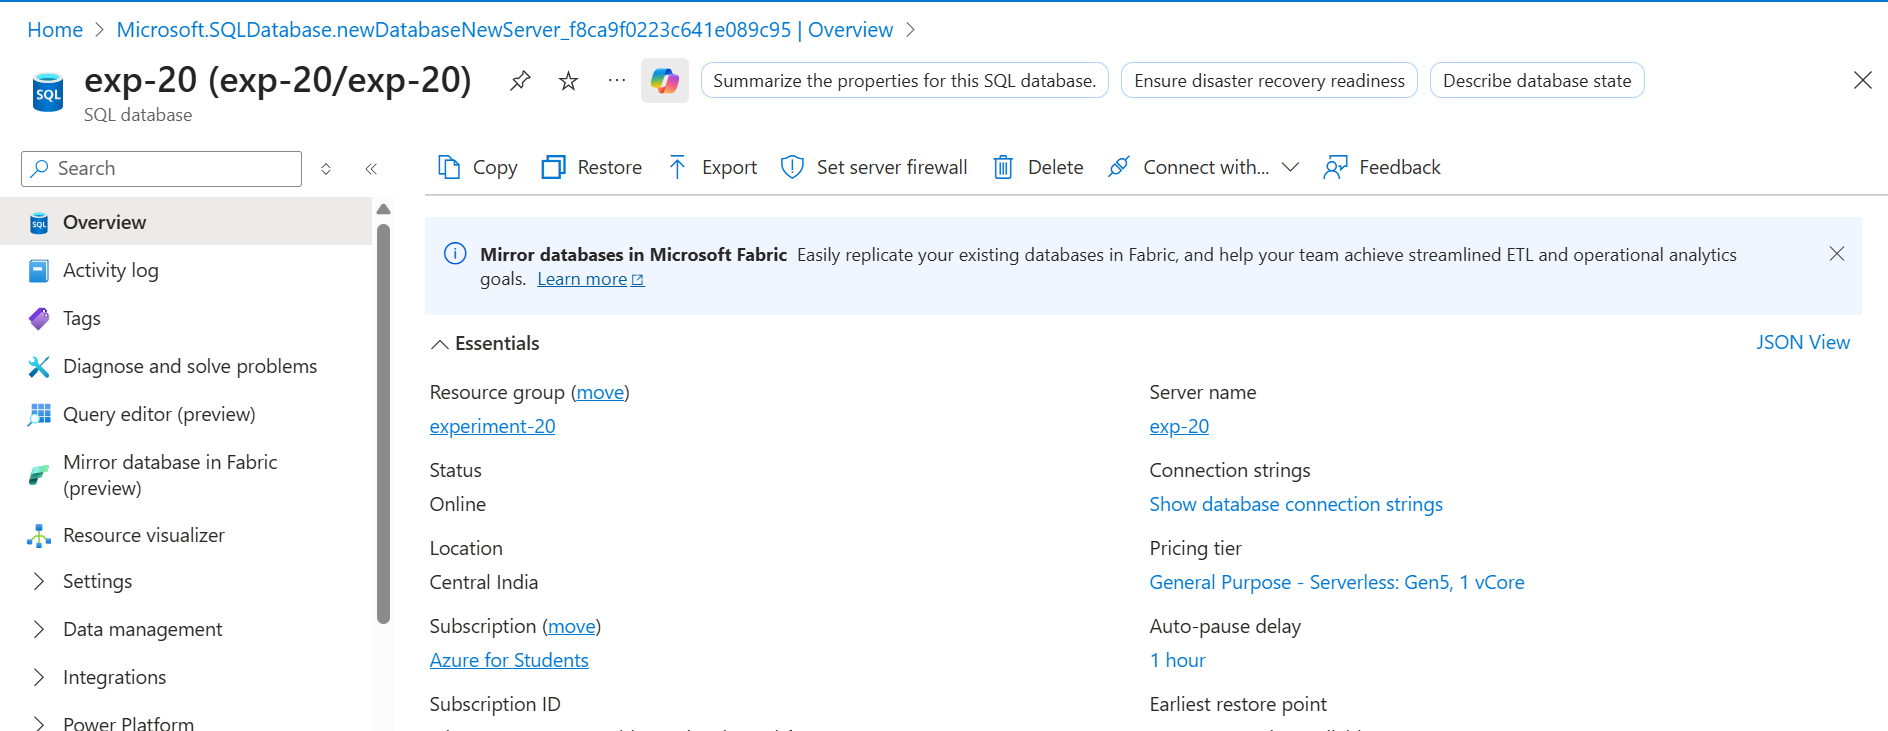 Home > Microsoft.SQLDatabase.newDatabaseNewServer_f8ca9f0223c641e089c95 | Overview >
SQL
exp-20 (exp-20/exp-20)
SQL database
Summarize the properties for this SQL database.
Ensure disaster recovery readiness
Describe database state
Search
Copy
Restore
Export
Set server firewall
Delete
Connect with...
Feedback
SQL
Overview
Activity log
Tags
Diagnose and solve problems
Query editor (preview)
Mirror database in Fabric
(preview)
Resource visualizer
Settings
Data management
Integrations
Power Platform
Mirror databases in Microsoft Fabric Easily replicate your existing databases in Fabric, and help your team achieve streamlined ETL and operational analytics
goals. Learn more
Essentials
JSON View
Resource group (move)
experiment-20
Status
Online
Location
Central India
Subscription (move)
Azure for Students
Subscription ID
Server name
exp-20
Connection strings
Show database connection strings
Pricing tier
General Purpose - Serverless: Gen5, 1 vCore
Auto-pause delay
1 hour
Earliest restore point